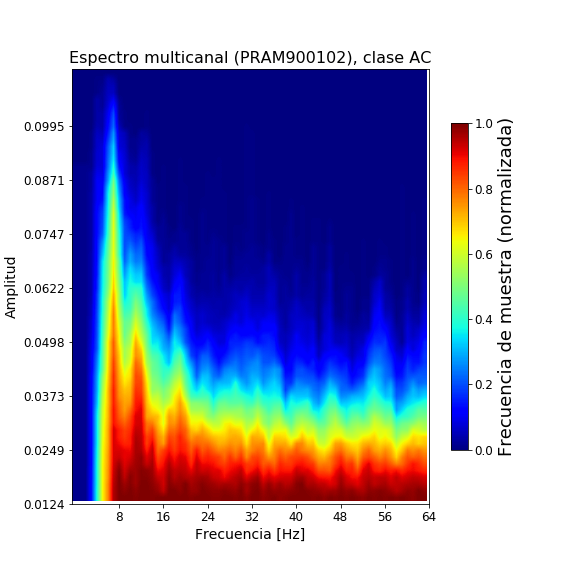 Espectro multicanal (PRAM900102), clase AC
Amplitud
0.0995
0.0871
0.0747
0.0622
0.0498
0.0373
0.0249
0.0124
8 16 24 32 40 48 56 64
Frecuencia [Hz]
1.0
0.8
0.6
0.4
0.2
0.0
Frecuencia de muestra (normalizada)